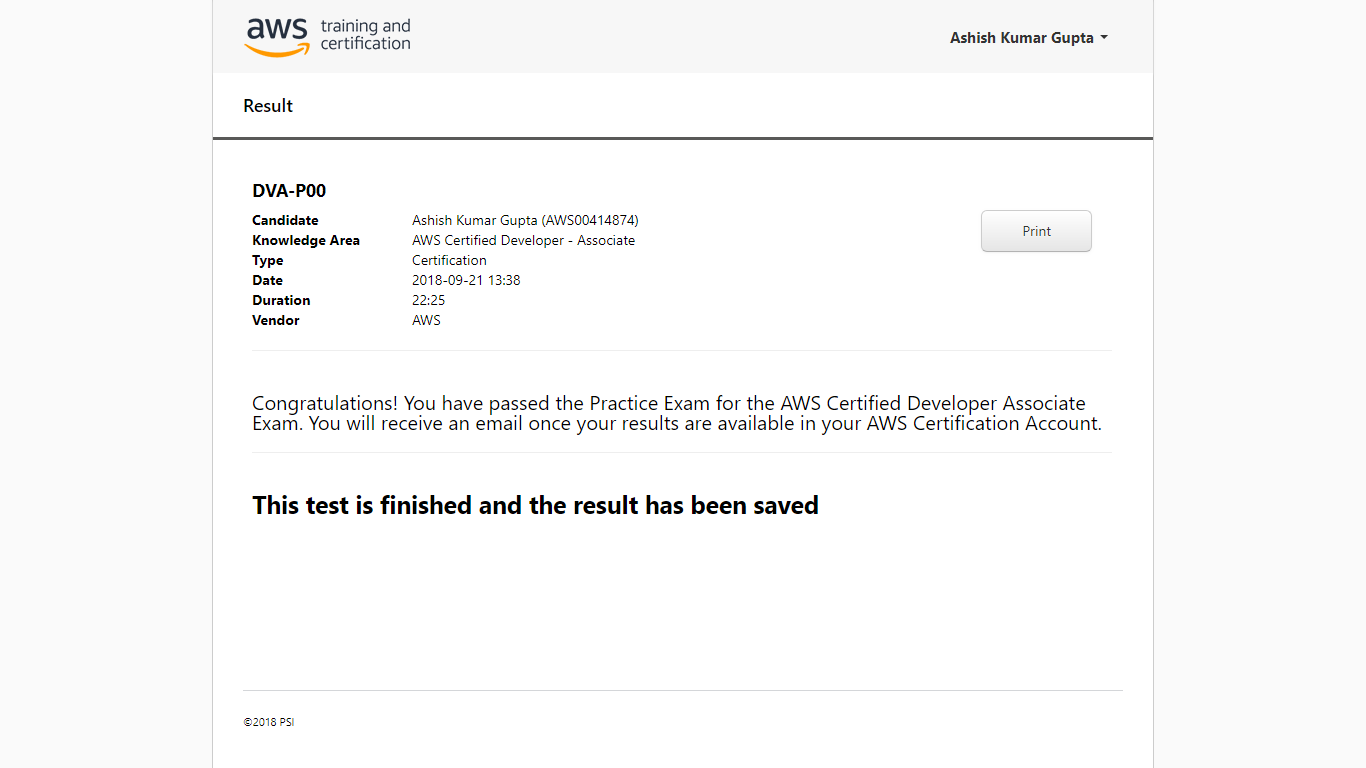 aws training and certification
Ashish Kumar Gupta
Result
DVA-P00
Candidate Ashish Kumar Gupta (AWS00414874)
Print
Knowledge Area AWS Certified Developer - Associate
Type Certification
Date 2018-09-21 13:38
Duration 22:25
Vendor AWS
Congratulations! You have passed the Practice Exam for the AWS Certified Developer Associate
Exam. You will receive an email once your results are available in your AWS Certification Account.
This test is finished and the result has been saved
©2018 PSI